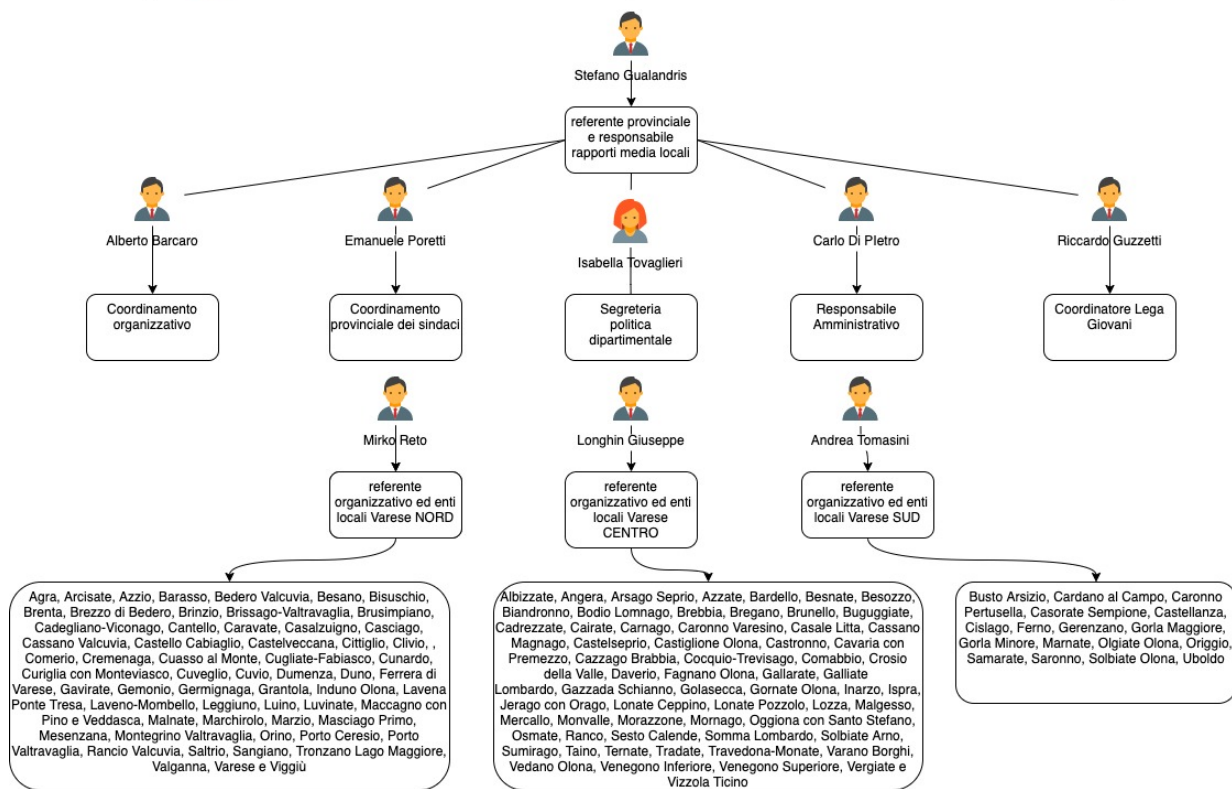 Stefano Gualandris
referente provinciale
e responsabile
rapporti media locali
Alberto Barcaro
Emanuele Poretti
Isabella Tovaglieri
Carlo Di PIetro
Riccardo Guzzetti
Coordinamento
organizzativo
Coordinamento
provinciale dei sindaci
Segreteria
politica
dipartimentale
Responsabile
Amministrativo
Coordinatore Lega
Giovani
Mirko Reto
Longhin Giuseppe
Andrea Tomasini
referente
organizzativo ed enti
locali Varese NORD
referente
organizzativo ed enti
locali Varese
CENTRO
referente
organizzativo ed enti
locali Varese SUD
Agra, Arcisate, Azzio, Barasso, Bedero Valcuvia, Besano, Bisuschio,
Brenta, Brezzo di Bedero, Brinzio, Brissago-Valtravaglia, Brusimpiano,
Cadegliano-Viconago, Cantello, Caravate, Casalzuigno, Casciago,
Cassano Valcuvia, Castello Cabiaglio, Castelveccana, Cittiglio, Clivio, ,
Comerio, Cremenaga, Cuasso al Monte, Cugliate-Fabiasco, Cunardo,
Curiglia con Monteviasco, Cuveglio, Cuvio, Dumenza, Duno, Ferrera di
Varese, Gavirate, Gemonio, Germignaga, Grantola, Induno Olona, Lavena
Ponte Tresa, Laveno-Mombello, Leggiuno, Luino, Luvinate, Maccagno con
Pino e Veddasca, Malnate, Marchirolo, Marzio, Masciago Primo,
Mesenzana, Montegrino Valtravaglia, Orino, Porto Ceresio, Porto
Valtravaglia, Rancio Valcuvia, Saltrio, Sangiano, Tronzano Lago Maggiore,
Valganna, Varese e Viggiù
Albizzate, Angera, Arsago Seprio, Azzate, Bardello, Besnate, Besozzo,
Biandronno, Bodio Lomnago, Brebbia, Bregano, Brunello, Buguggiate,
Cadrezzate, Cairate, Carnago, Caronno Varesino, Casale Litta, Cassano
Magnago, Castelseprio, Castiglione Olona, Castronno, Cavaria con
Premezzo, Cazzago Brabbia, Cocquio-Trevisago, Comabbio, Crosio
della Valle, Daverio, Fagnano Olona, Gallarate, Galliate
Lombardo, Gazzada Schianno, Golasecca, Gornate Olona, Inarzo, Ispra,
Jerago con Orago, Lonate Ceppino, Lonate Pozzolo, Lozza, Malgesso,
Mercallo, Monvalle, Morazzone, Mornago, Oggiona con Santo Stefano,
Osmate, Ranco, Sesto Calende, Somma Lombardo, Solbiate Arno,
Sumirago, Taino, Ternate, Tradate, Travedona-Monate, Varano Borghi,
Vedano Olona, Venegono Inferiore, Venegono Superiore, Vergiate e
Vizzola Ticino
Busto Arsizio, Cardano al Campo, Caronno
Pertusella, Casorate Sempione, Castellanza,
Cislago, Ferno, Gerenzano, Gorla Maggiore,
Gorla Minore, Marnate, Olgiate Olona, Origgio,
Samarate, Saronno, Solbiate Olona, Uboldo